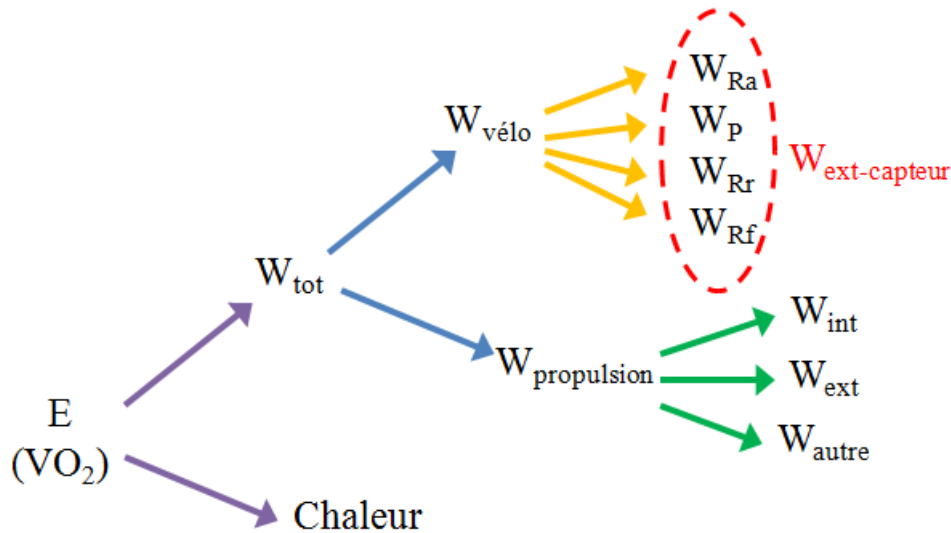 W_Ra
W_P
W_vélo
W_ext-capteur
W_Rr
W_Rf
W_tot
W_int
W_propulsion
W_ext
E
(VO₂)
W_autre
Chaleur